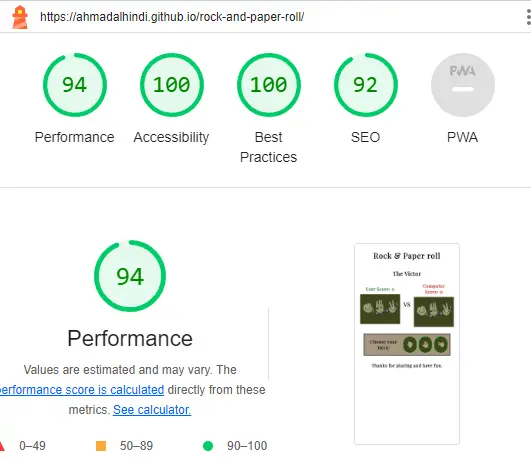 https://ahmadalhindi.github.io/rock-and-paper-roll/
94 100 100 92 PWA
Performance Accessibility Best Practices SEO PWA
94
Performance
Values are estimated and may vary. The
performance score is calculated directly from these
metrics. See calculator.
0–49 50–89 90–100
Rock & Paper roll
The Victor
User Score: 0
Computer
Score: 0
VS
Choose your
Hero:
Thanks for playing and have fun.